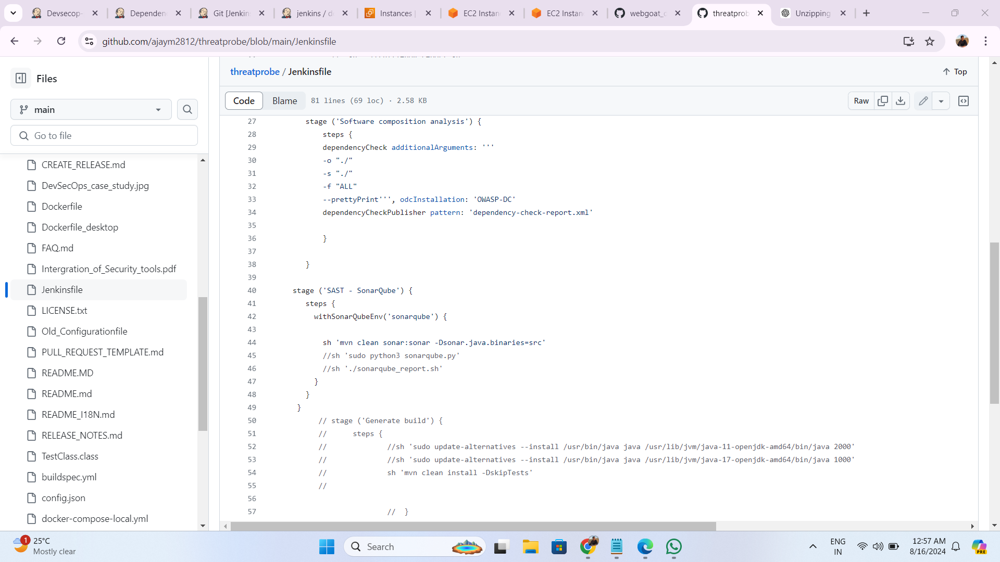 Devsecop-
Dependen
Git [Jenkin
jenkins / d
Instances |
EC2 Instan
EC2 Instan
webgoat_c
threatprob
Unzipping
github.com/ajaym2812/threatprobe/blob/main/Jenkinsfile
Files
main
Go to file
CREATE_RELEASE.md
DevSecOps_case_study.jpg
Dockerfile
Dockerfile_desktop
FAQ.md
Intergration_of_Security_tools.pdf
Jenkinsfile
LICENSE.txt
Old_Configurationfile
PULL_REQUEST_TEMPLATE.md
README.MD
README.md
README_I18N.md
RELEASE_NOTES.md
TestClass.class
buildspec.yml
config.json
docker-compose-local.yml
threatprobe / Jenkinsfile
Top
Code Blame 81 lines (69 loc) · 2.58 KB
Raw
27 stage ('Software composition analysis') {
28 steps {
29 dependencyCheck additionalArguments: '''
30 -o "./"
31 -s "./"
32 -f "ALL"
33 --prettyPrint''', odcInstallation: 'OWASP-DC'
34 dependencyCheckPublisher pattern: 'dependency-check-report.xml'
35
36 }
37
38 }
39
40 stage ('SAST - SonarQube') {
41 steps {
42 withSonarQubeEnv('sonarqube') {
43
44 sh 'mvn clean sonar:sonar -Dsonar.java.binaries=src'
45 //sh 'sudo python3 sonarqube.py'
46 //sh './sonarqube_report.sh'
47 }
48 }
49 }
50 // stage ('Generate build') {
51 // steps {
52 // //sh 'sudo update-alternatives --install /usr/bin/java java /usr/lib/jvm/java-11-openjdk-amd64/bin/java 2000'
53 // //sh 'sudo update-alternatives --install /usr/bin/java java /usr/lib/jvm/java-17-openjdk-amd64/bin/java 1000'
54 // sh 'mvn clean install -DskipTests'
55 //
56
57 // }
1
25°C
Mostly clear
Search
PRE
ENG
IN
12:57 AM
8/16/2024